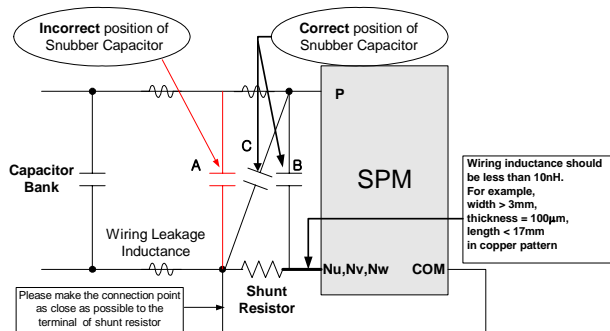 Incorrect position of
Snubber Capacitor
Correct position of
Snubber Capacitor
P
C
A
B
Capacitor
Bank
SPM
Wiring inductance should
be less than 10nH.
For example,
width > 3mm,
thickness = 100µm,
length < 17mm
in copper pattern
Wiring Leakage
Inductance
Nu,Nv,Nw
COM
Please make the connection point
as close as possible to the
terminal of shunt resistor
Shunt
Resistor